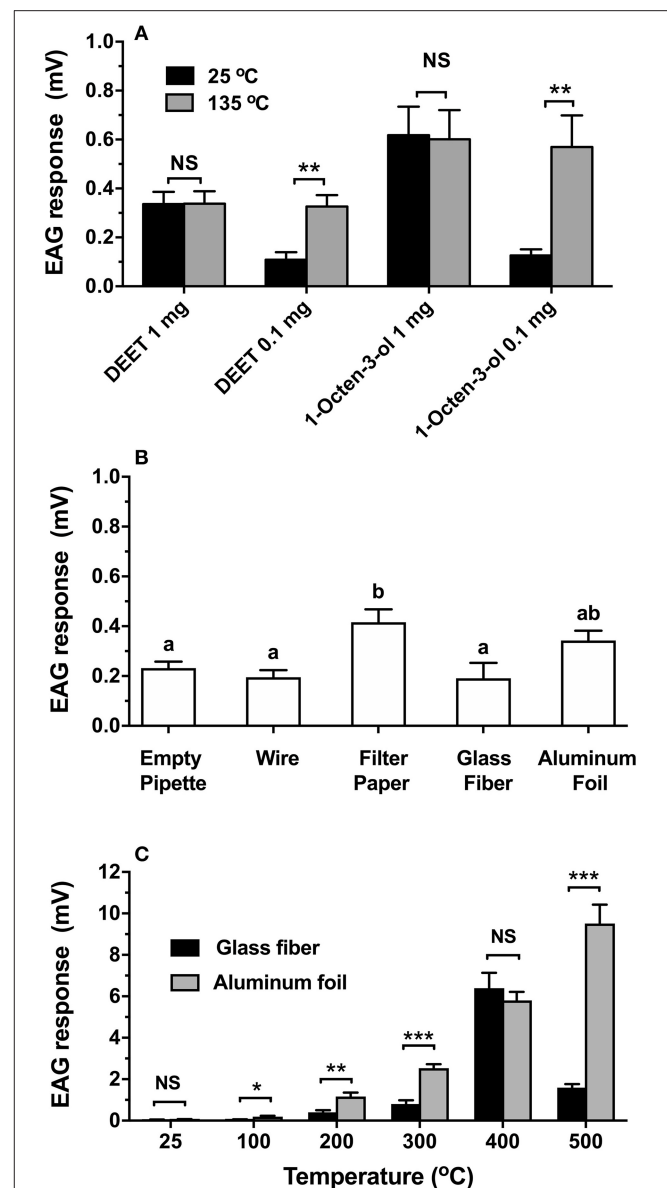 A
1.0
0.8
0.6
0.4
0.2
0.0
EAG response (mV)
25 ºC
135 ºC
NS
**
NS
**
DEET 1 mg
DEET 0.1 mg
1-Octen-3-ol 1 mg
1-Octen-3-ol 0.1 mg
B
1.0
0.8
0.6
0.4
0.2
0.0
EAG response (mV)
a
a
b
a
ab
Empty Pipette
Wire
Filter Paper
Glass Fiber
Aluminum Foil
C
12
10
8
6
4
2
0
EAG response (mV)
Glass fiber
Aluminum foil
NS
*
**
***
NS
***
25 100 200 300 400 500
Temperature (ºC)